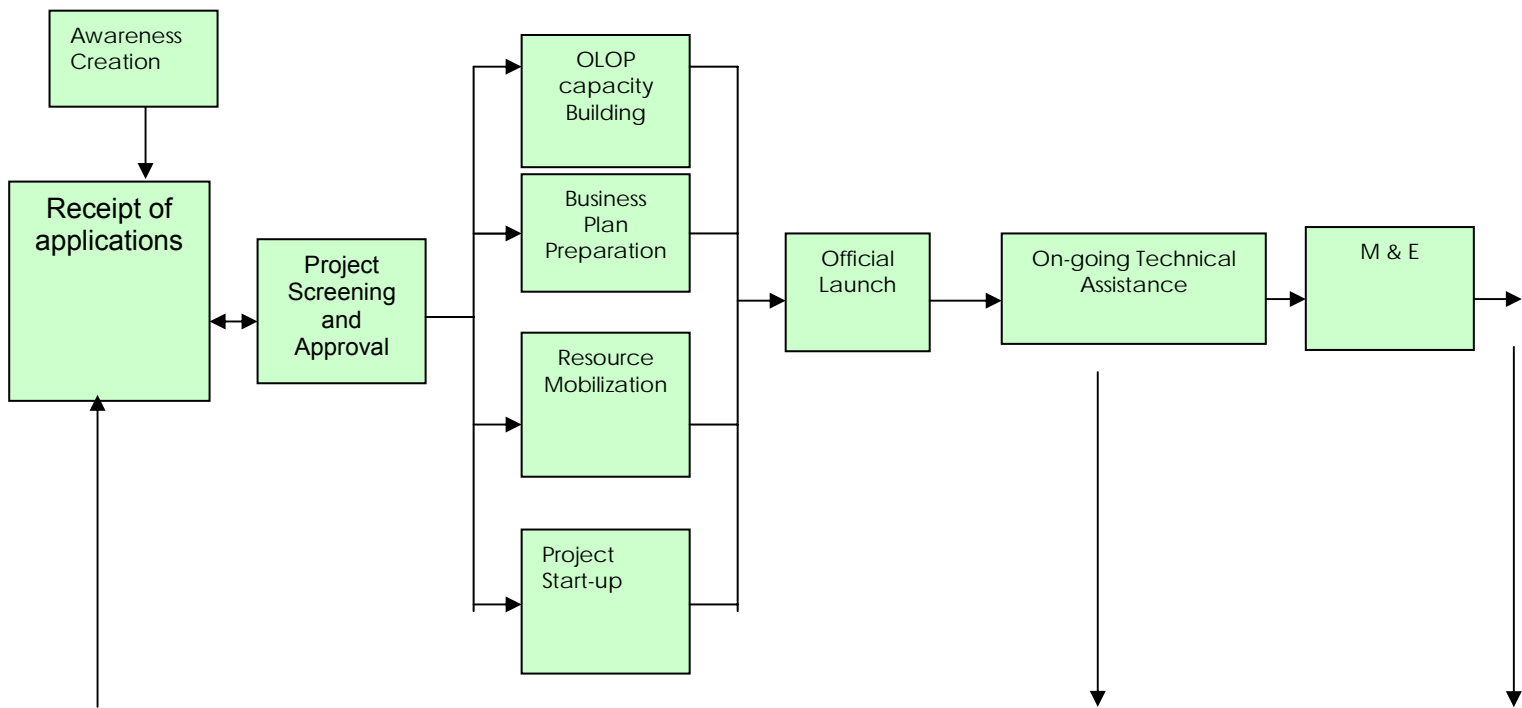 Awareness
Creation
Receipt of
applications
Project
Screening
and
Approval
OLOP
capacity
Building
Business
Plan
Preparation
Resource
Mobilization
Project
Start-up
Official
Launch
On-going Technical
Assistance
M & E